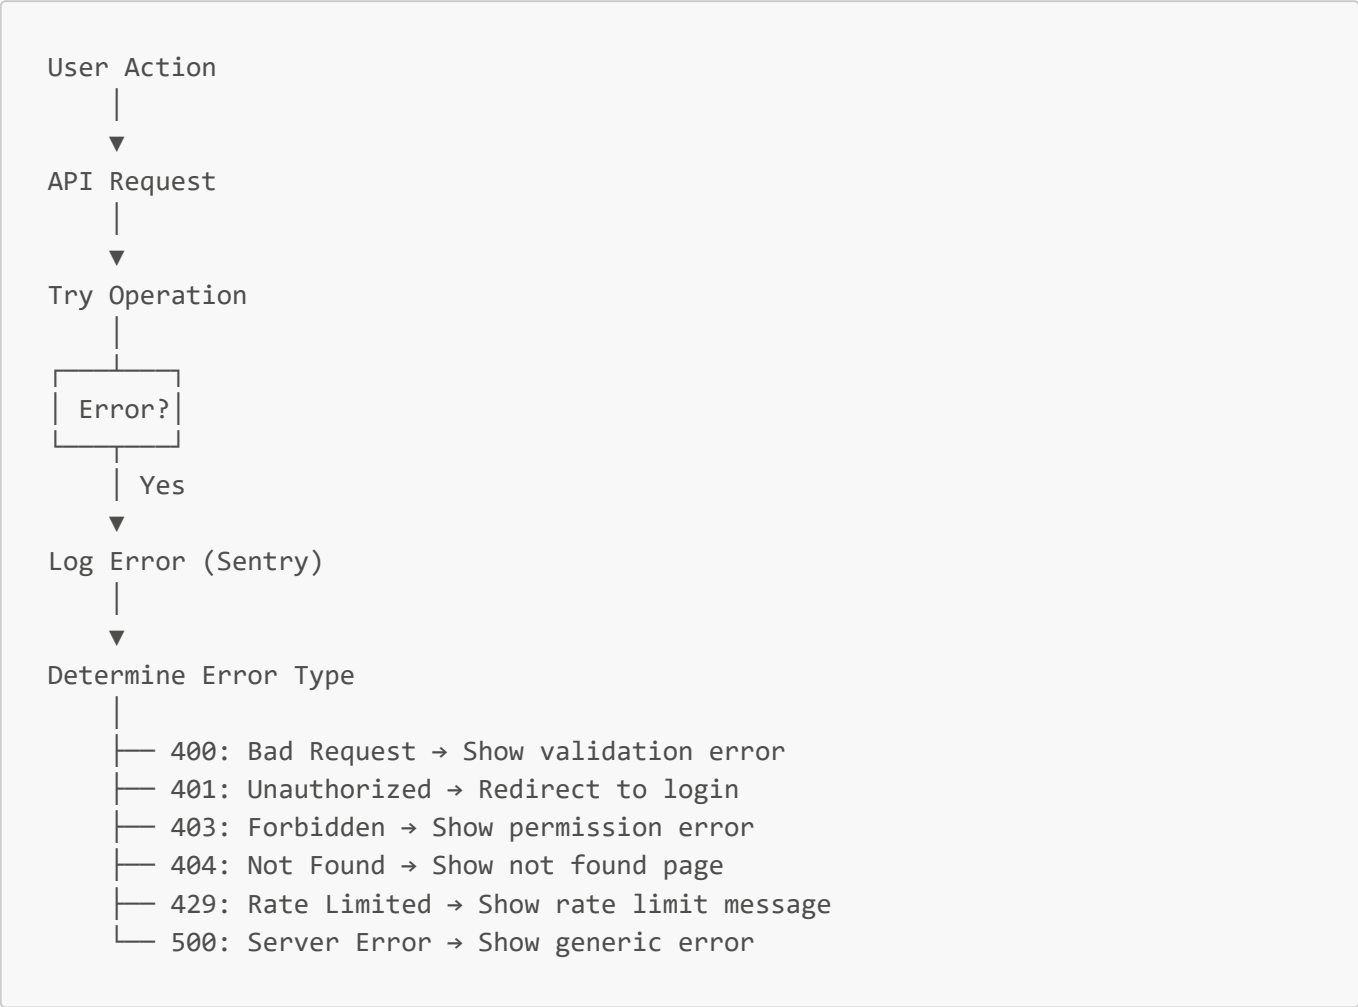 User Action
│
▼
API Request
│
▼
Try Operation
│
┌───┴───┐
│ Error?│
└───┬───┘
│ Yes
▼
Log Error (Sentry)
│
▼
Determine Error Type
│
├── 400: Bad Request → Show validation error
├── 401: Unauthorized → Redirect to login
├── 403: Forbidden → Show permission error
├── 404: Not Found → Show not found page
├── 429: Rate Limited → Show rate limit message
└── 500: Server Error → Show generic error